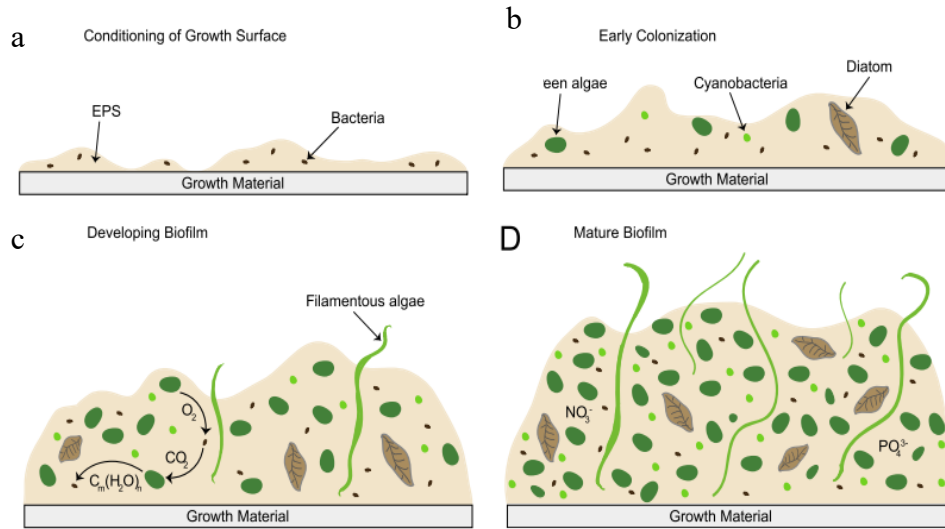 a
Conditioning of Growth Surface
EPS
Bacteria
Growth Material
b
Early Colonization
een algae
Cyanobacteria
Diatom
Growth Material
c
Developing Biofilm
Filamentous algae
O₂
CO₂
Cₘ(H₂O)ₙ
Growth Material
D
Mature Biofilm
NO₃⁻
PO₄³⁻
Growth Material